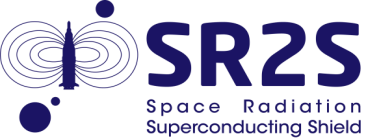 SR2S
Space Radiation
Superconducting Shield